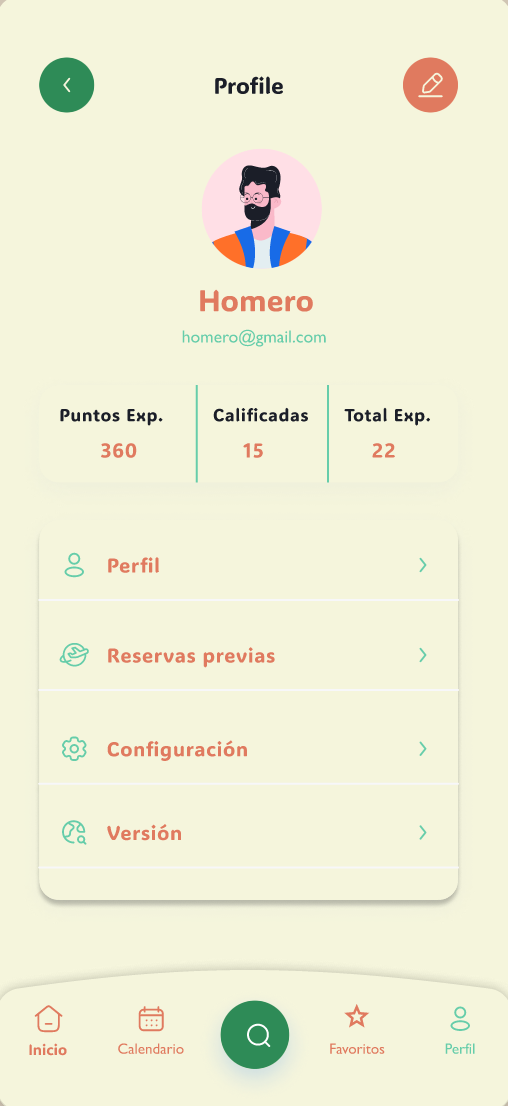 Profile
Homero
homero@gmail.com
Puntos Exp. Calificadas Total Exp.
360 15 22
Perfil
Reservas previas
Configuración
Versión
Inicio Calendario Favoritos Perfil